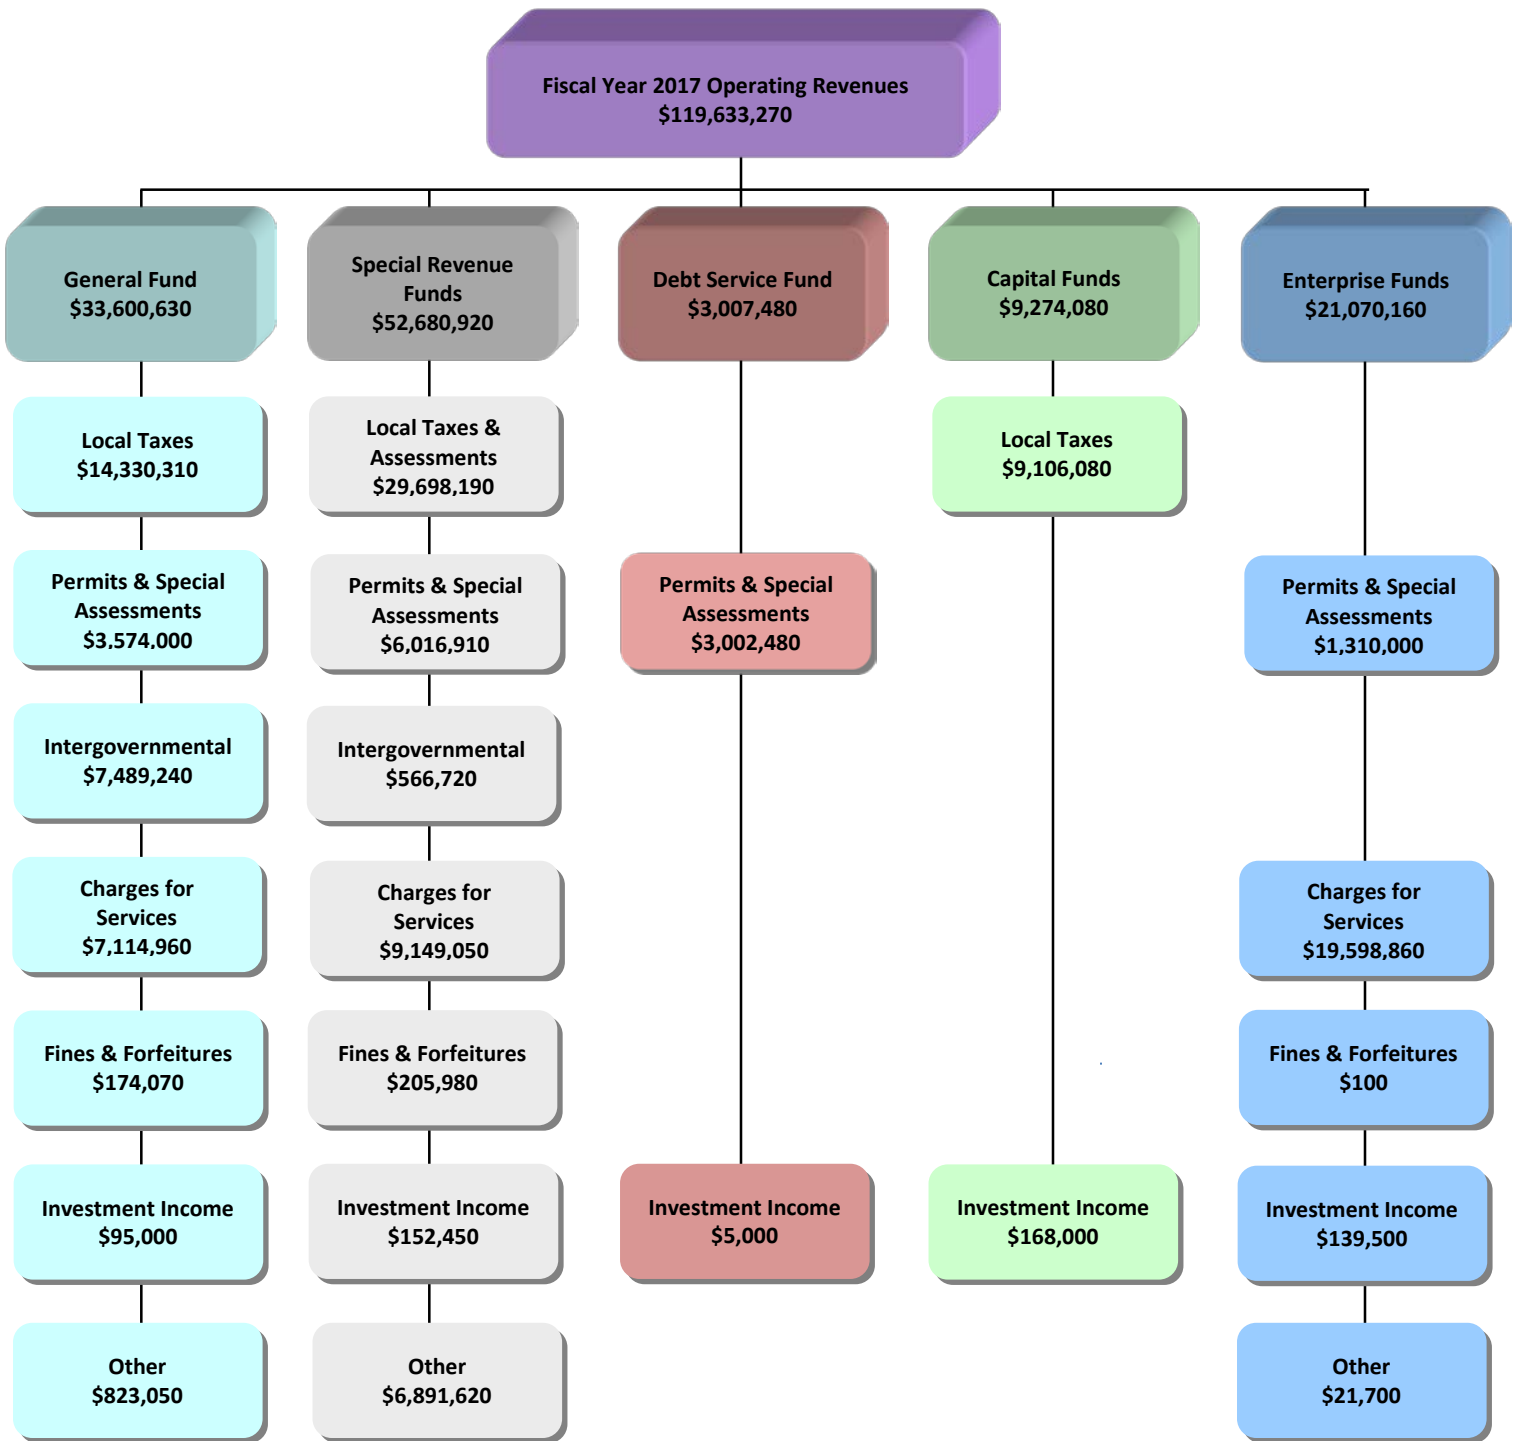 Fiscal Year 2017 Operating Revenues
$119,633,270
General Fund
$33,600,630
Special Revenue
Funds
$52,680,920
Debt Service Fund
$3,007,480
Capital Funds
$9,274,080
Enterprise Funds
$21,070,160
Local Taxes
$14,330,310
Local Taxes &
Assessments
$29,698,190
Local Taxes
$9,106,080
Permits & Special
Assessments
$3,574,000
Permits & Special
Assessments
$6,016,910
Permits & Special
Assessments
$3,002,480
Permits & Special
Assessments
$1,310,000
Intergovernmental
$7,489,240
Intergovernmental
$566,720
Charges for
Services
$7,114,960
Charges for
Services
$9,149,050
Charges for
Services
$19,598,860
Fines & Forfeitures
$174,070
Fines & Forfeitures
$205,980
Fines & Forfeitures
$100
Investment Income
$95,000
Investment Income
$152,450
Investment Income
$5,000
Investment Income
$168,000
Investment Income
$139,500
Other
$823,050
Other
$6,891,620
Other
$21,700